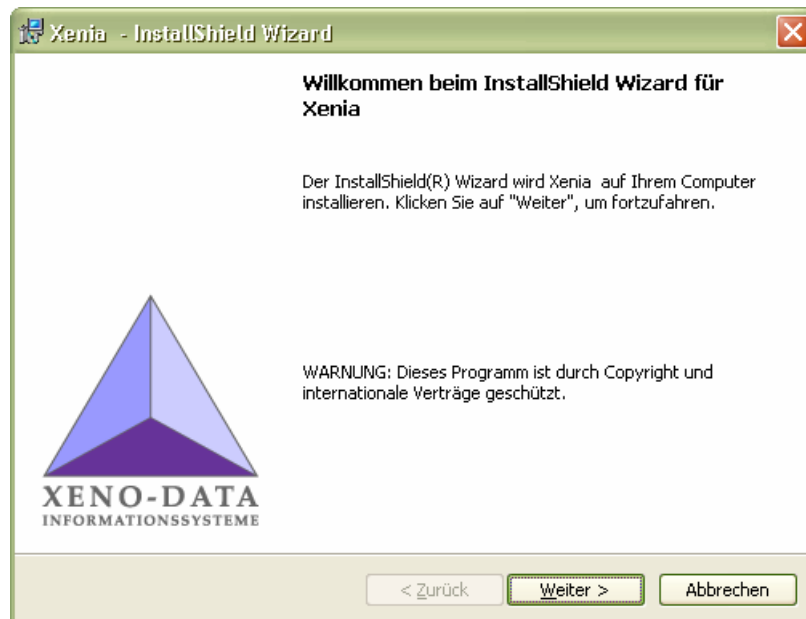 Xenia - InstallShield Wizard
Willkommen beim InstallShield Wizard für
Xenia
Der InstallShield(R) Wizard wird Xenia auf Ihrem Computer
installieren. Klicken Sie auf "Weiter", um fortzufahren.
WARNUNG: Dieses Programm ist durch Copyright und
internationale Verträge geschützt.
XENO-DATA
INFORMATIONSSYSTEME
< Zurück
Weiter >
Abbrechen